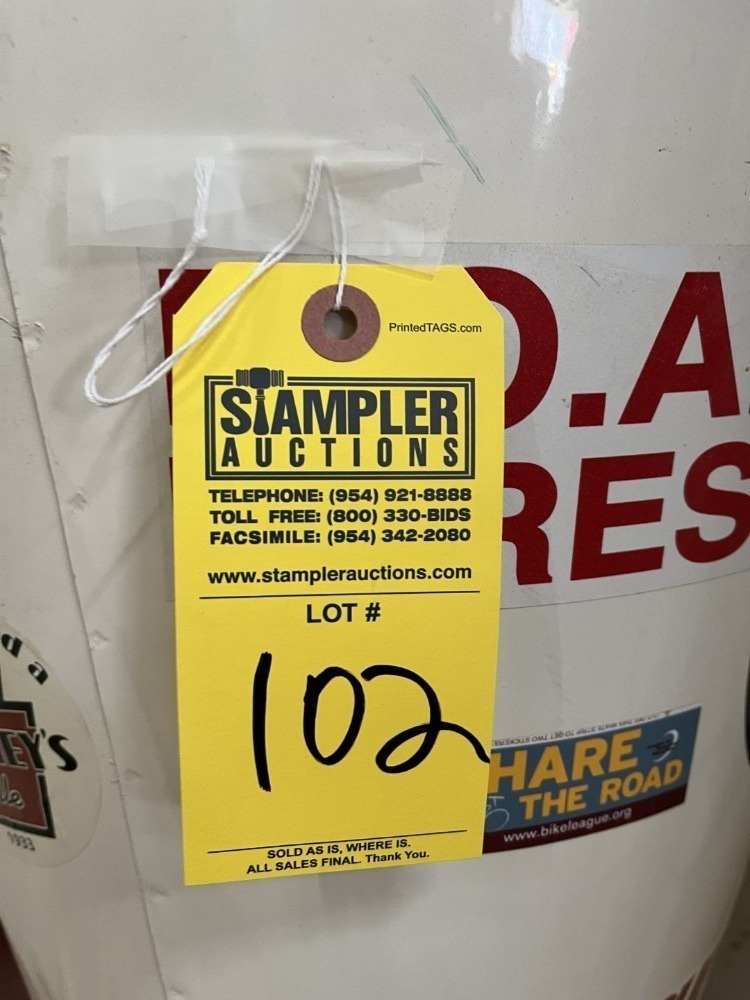 PrintedTAGS.com
STAMPLER
AUCTIONS
TELEPHONE: (954) 921-8888
TOLL FREE: (800) 330-BIDS
FACSIMILE: (954) 342-2080
www.stamplerauctions.com
LOT #
102
SOLD AS IS, WHERE IS.
ALL SALES FINAL. Thank You.
.A
RES
HARE
THE ROAD
www.bikeleague.org
EY'S
1933